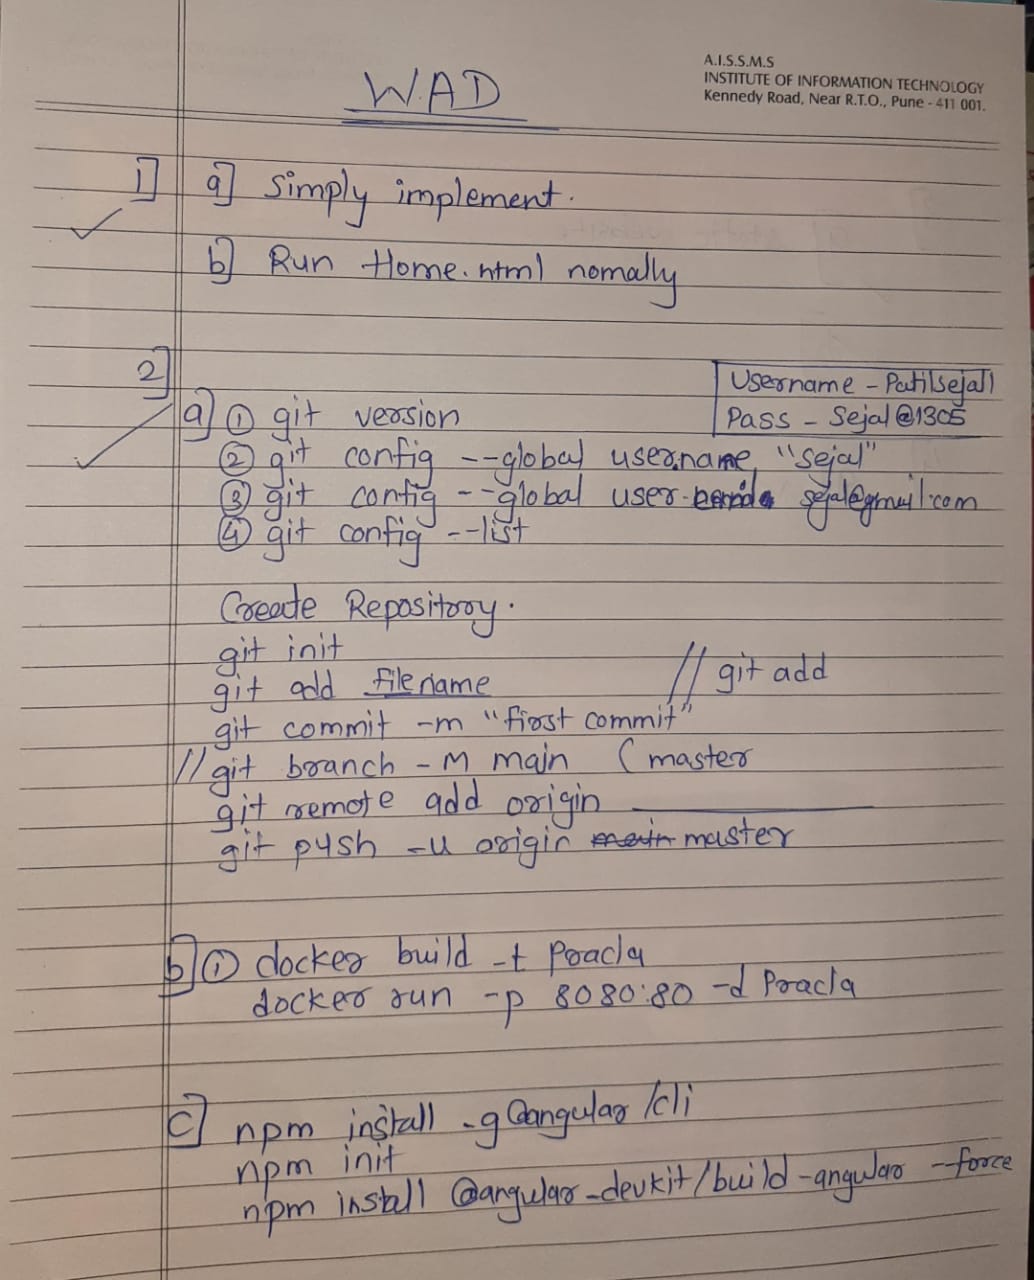 A.I.S.S.M.S
INSTITUTE OF INFORMATION TECHNOLOGY
Kennedy Road, Near R.T.O., Pune - 411 001.
W.A.D
1] a] Simply implement.
b] Run Home.html nomally
2]
Username - Patilsejal1
Pass - Sejal@1305
a] ① git version
② git config --global user.name "sejal"
③ git config --global user. sejal@gmail.com
④ git config --list
Create Repository.
git init
git add filename // git add
git commit -m "first commit"
// git branch -M main ( master
git remote add origin
git push -u origin main master
b] ① docker build -t Pracla
docker run -p 8080:80 -d Pracla
c] npm install -g @angular/cli
npm init
npm install @angular-devkit/build-angular --force